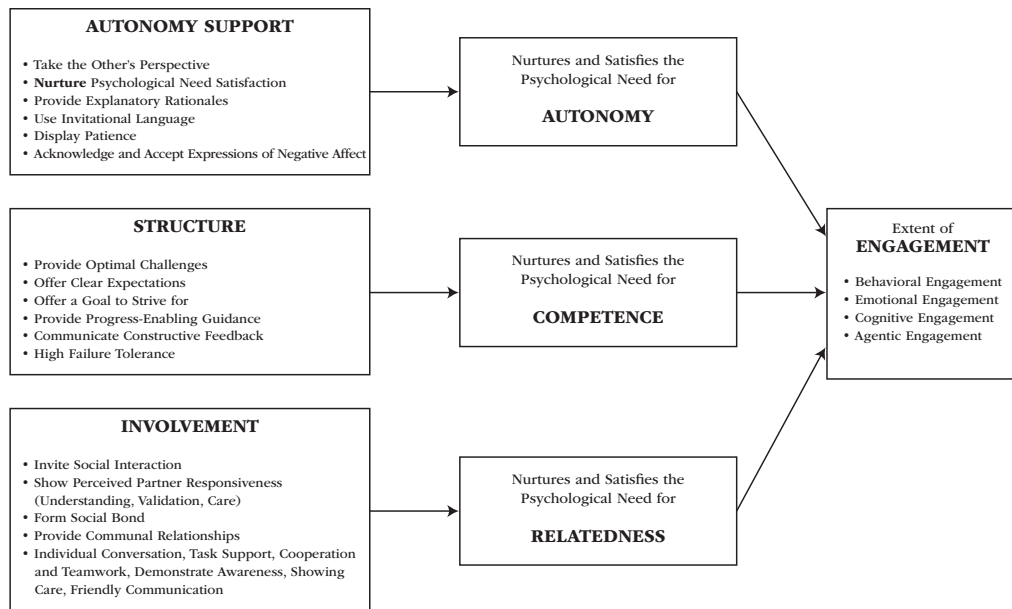 AUTONOMY SUPPORT
• Take the Other's Perspective
• Nurture Psychological Need Satisfaction
• Provide Explanatory Rationales
• Use Invitational Language
• Display Patience
• Acknowledge and Accept Expressions of Negative Affect
Nurtures and Satisfies the
Psychological Need for
AUTONOMY
STRUCTURE
• Provide Optimal Challenges
• Offer Clear Expectations
• Offer a Goal to Strive for
• Provide Progress-Enabling Guidance
• Communicate Constructive Feedback
• High Failure Tolerance
Nurtures and Satisfies the
Psychological Need for
COMPETENCE
INVOLVEMENT
• Invite Social Interaction
• Show Perceived Partner Responsiveness
(Understanding, Validation, Care)
• Form Social Bond
• Provide Communal Relationships
• Individual Conversation, Task Support, Cooperation
and Teamwork, Demonstrate Awareness, Showing
Care, Friendly Communication
Nurtures and Satisfies the
Psychological Need for
RELATEDNESS
Extent of
ENGAGEMENT
• Behavioral Engagement
• Emotional Engagement
• Cognitive Engagement
• Agentic Engagement